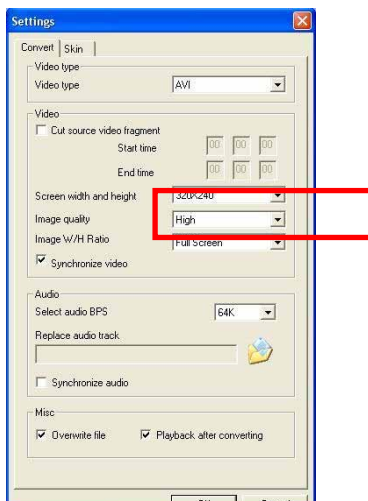 Settings
Convert Skin
Video type
Video type AVI
Video
Cut source video fragment
Start time 00 00 00
End time 00 00 00
Screen width and height 320X240
Image quality High
Image W/H Ratio Full Screen
Synchronize video
Audio
Select audio BPS 64K
Replace audio track
Synchronize audio
Misc
Overwrite file Playback after converting